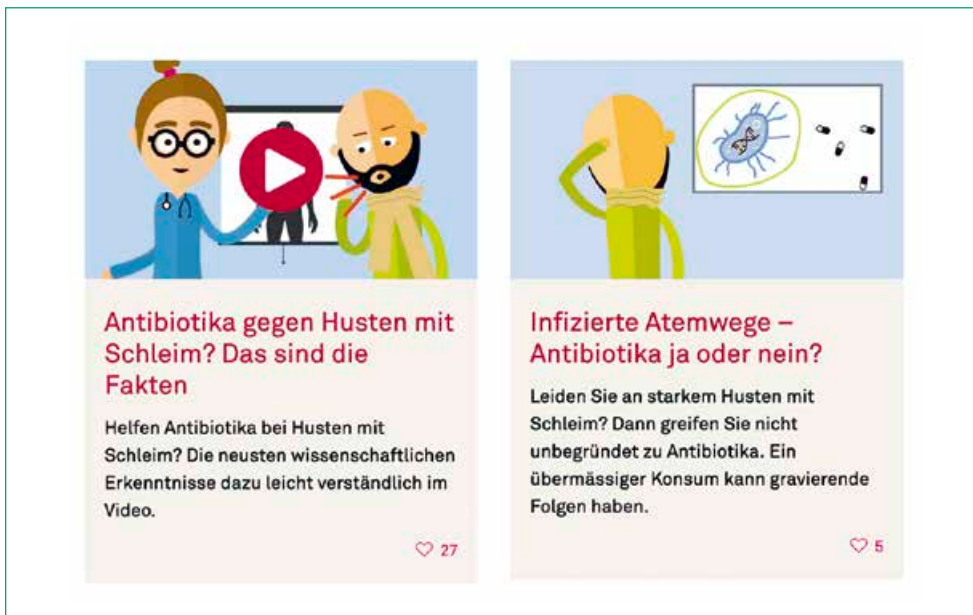 Antibiotika gegen Husten mit
Schleim? Das sind die
Fakten
Helfen Antibiotika bei Husten mit
Schleim? Die neusten wissenschaftlichen
Erkenntnisse dazu leicht verständlich im
Video.
27
Infizierte Atemwege –
Antibiotika ja oder nein?
Leiden Sie an starkem Husten mit
Schleim? Dann greifen Sie nicht
unbegründet zu Antibiotika. Ein
übermässiger Konsum kann gravierende
Folgen haben.
5